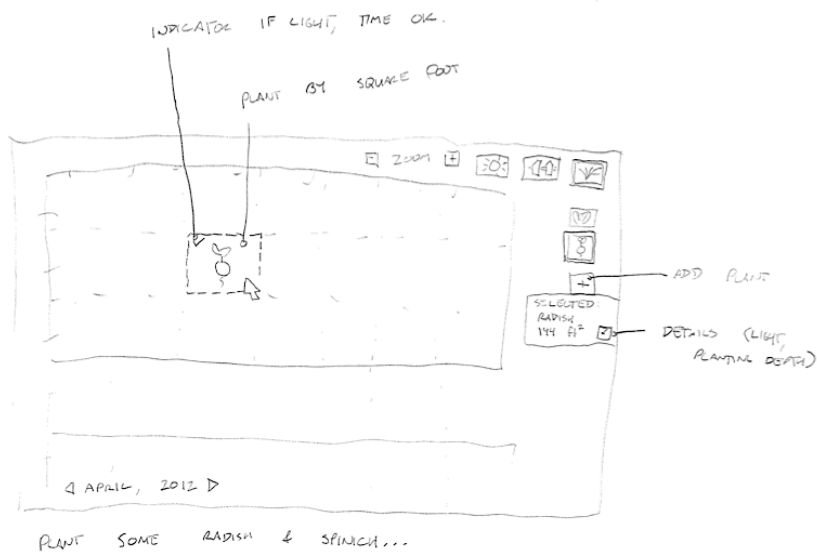 INDICATOR IF LIGHT, TIME OK.
PLANT BY SQUARE FOOT
- ZOOM +
+
ADD PLANT
SELECTED:
RADISH
144 ft²
?
DETAILS (LIGHT,
PLANTING DEPTH)
APRIL, 2012
PLANT SOME RADISH & SPINICH...